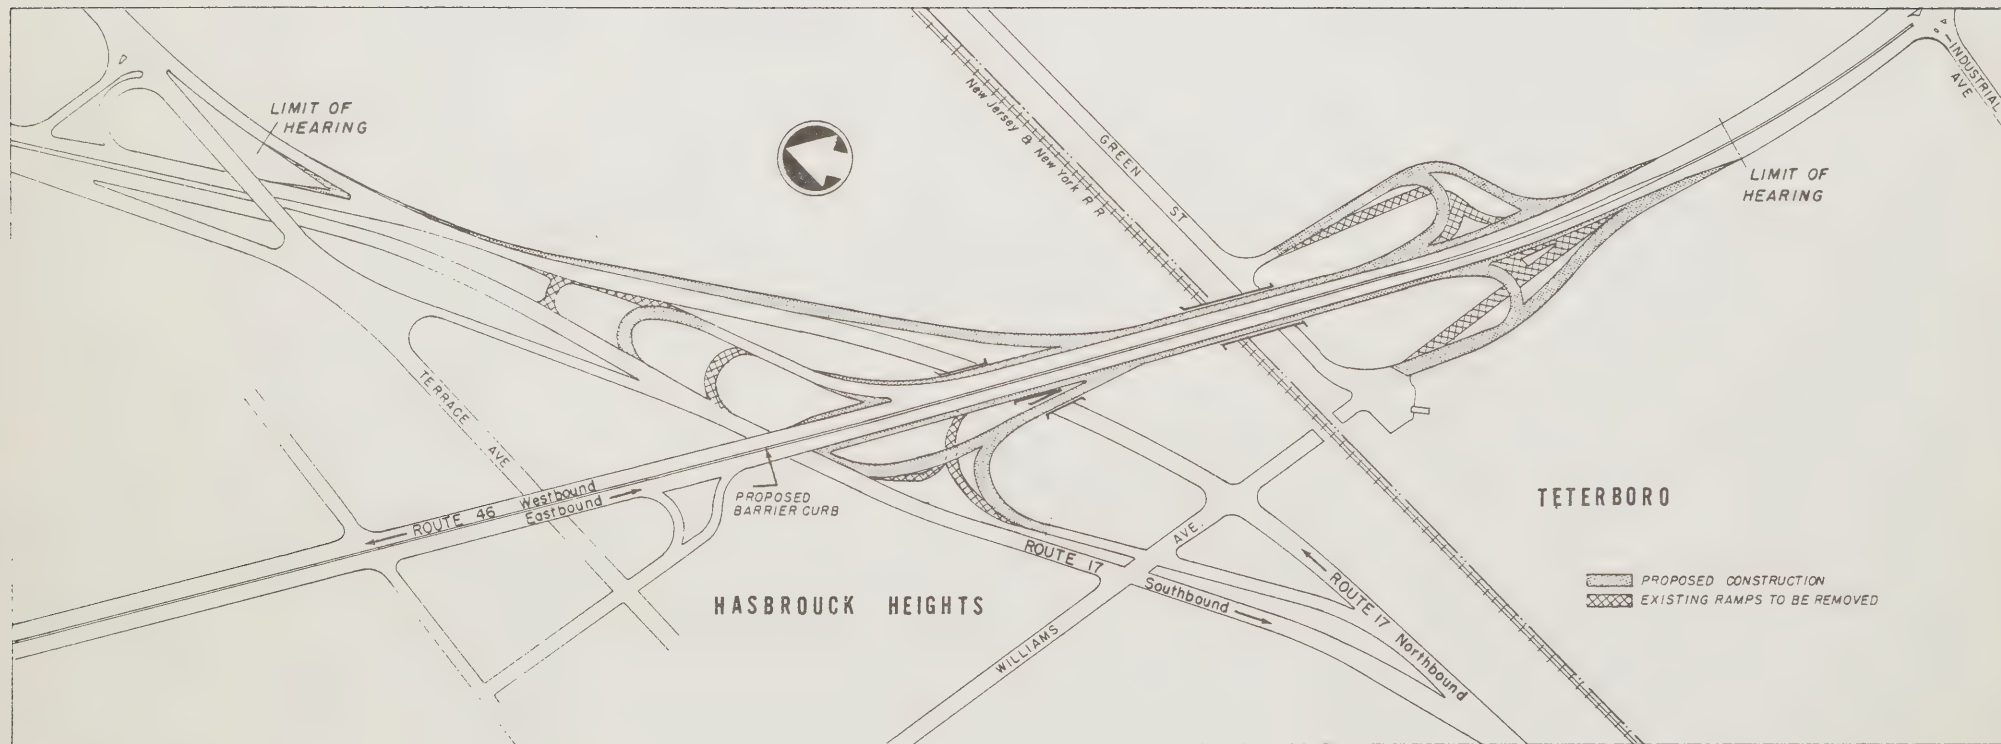 LIMIT OF
HEARING
New Jersey & New York R R
GREEN
ST
INDUSTRIAL
AVE
LIMIT OF
HEARING
TERRACE AVE
ROUTE 46
Westbound
Eastbound
PROPOSED
BARRIER CURB
HASBROUCK HEIGHTS
TETERBORO
ROUTE 17
Southbound
WILLIAMS
AVE.
ROUTE 17 Northbound
PROPOSED CONSTRUCTION
EXISTING RAMPS TO BE REMOVED